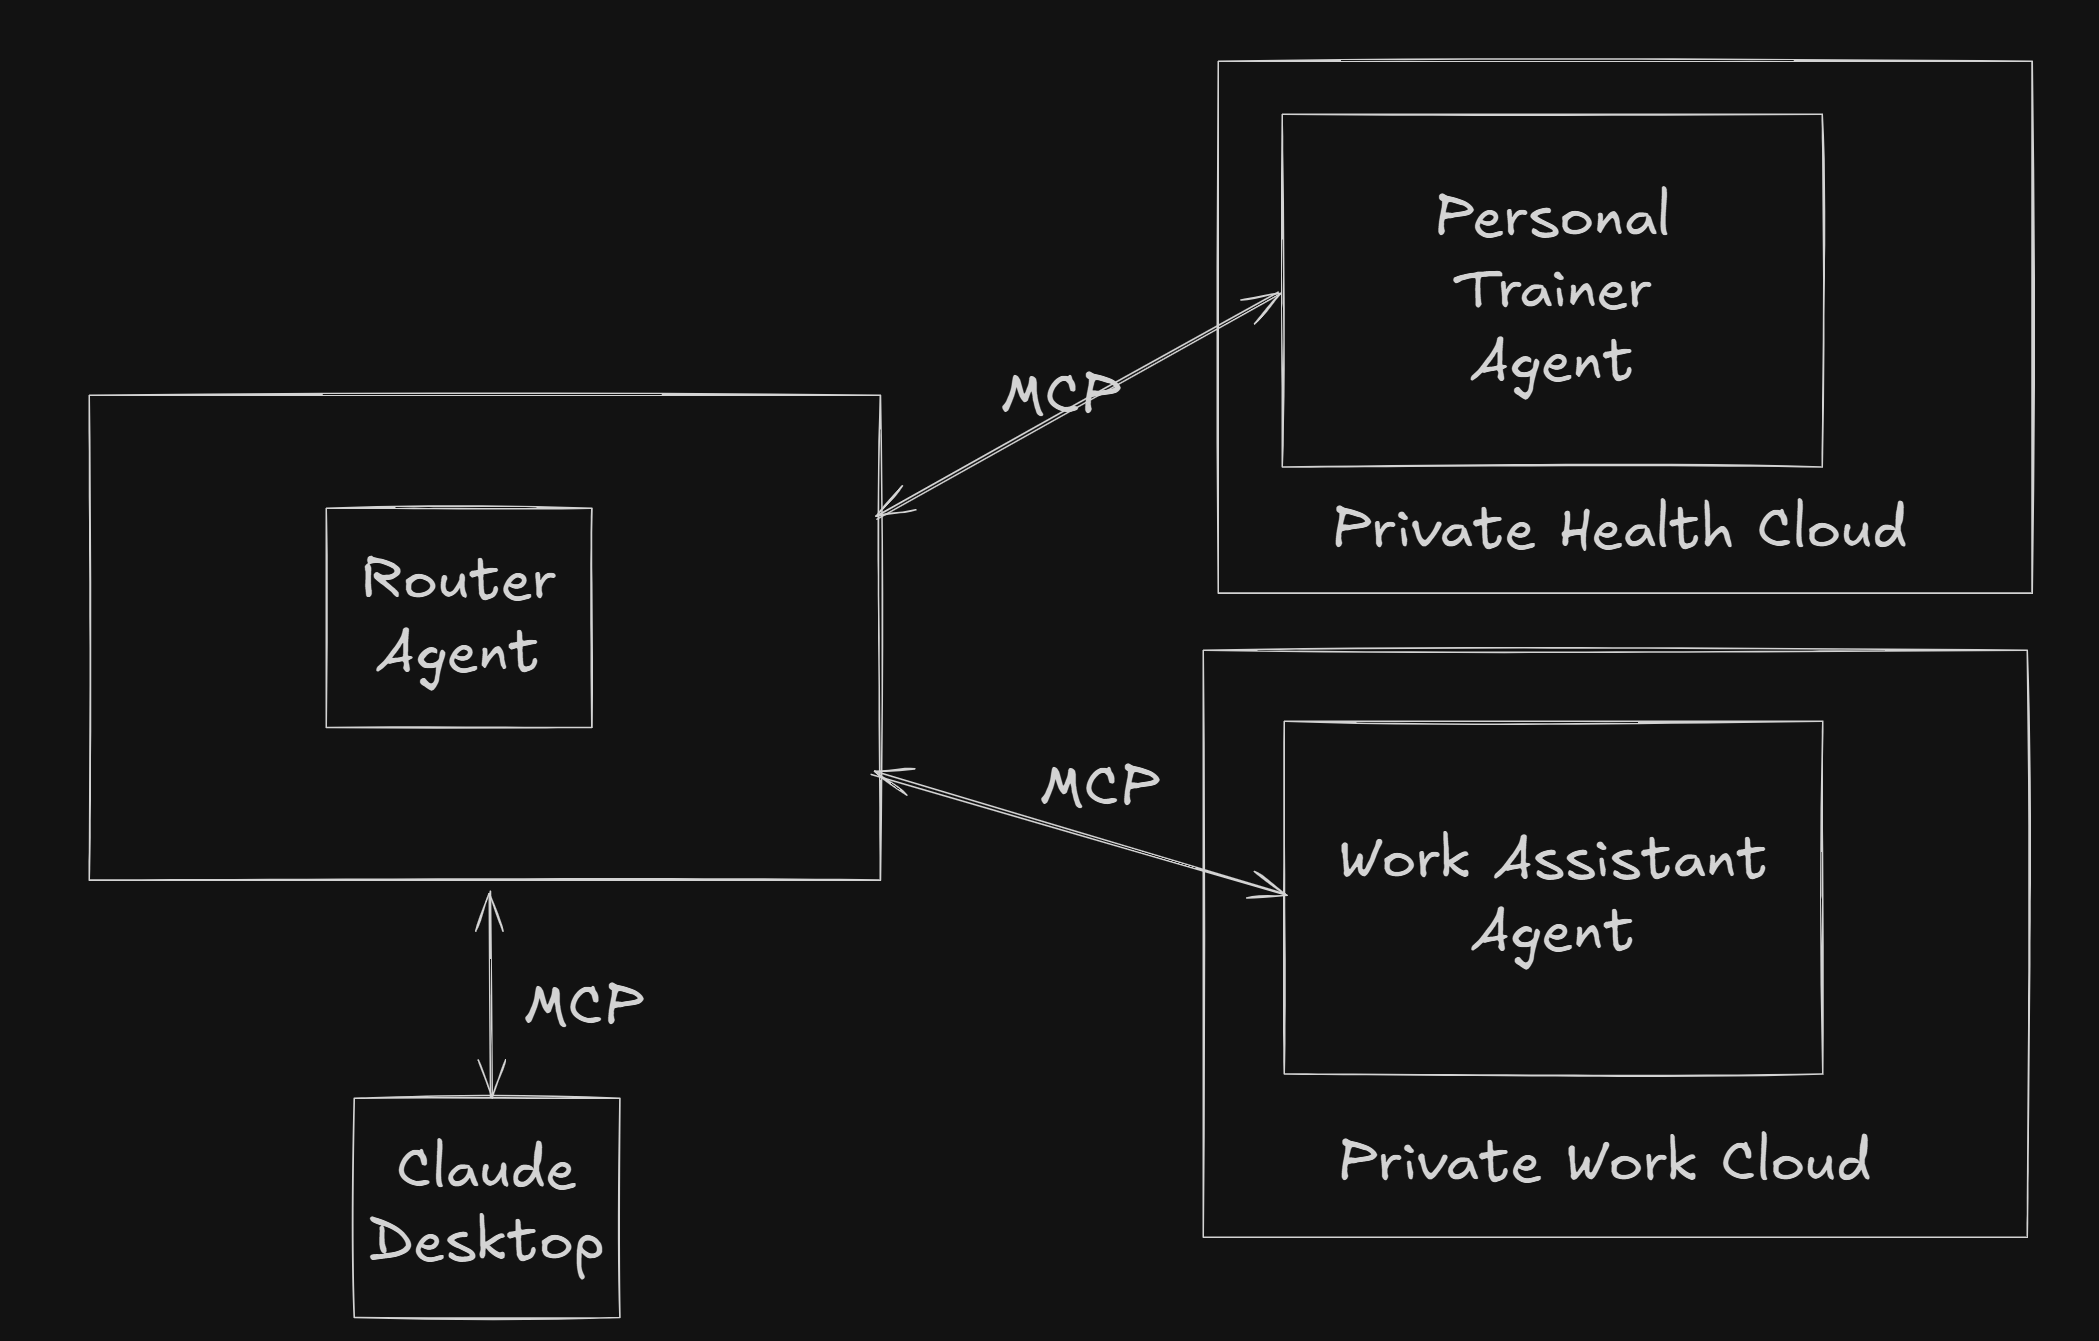 Personal
Trainer
Agent
MCP
Private Health Cloud
Router
Agent
MCP
Work Assistant
Agent
MCP
Private Work Cloud
Claude
Desktop